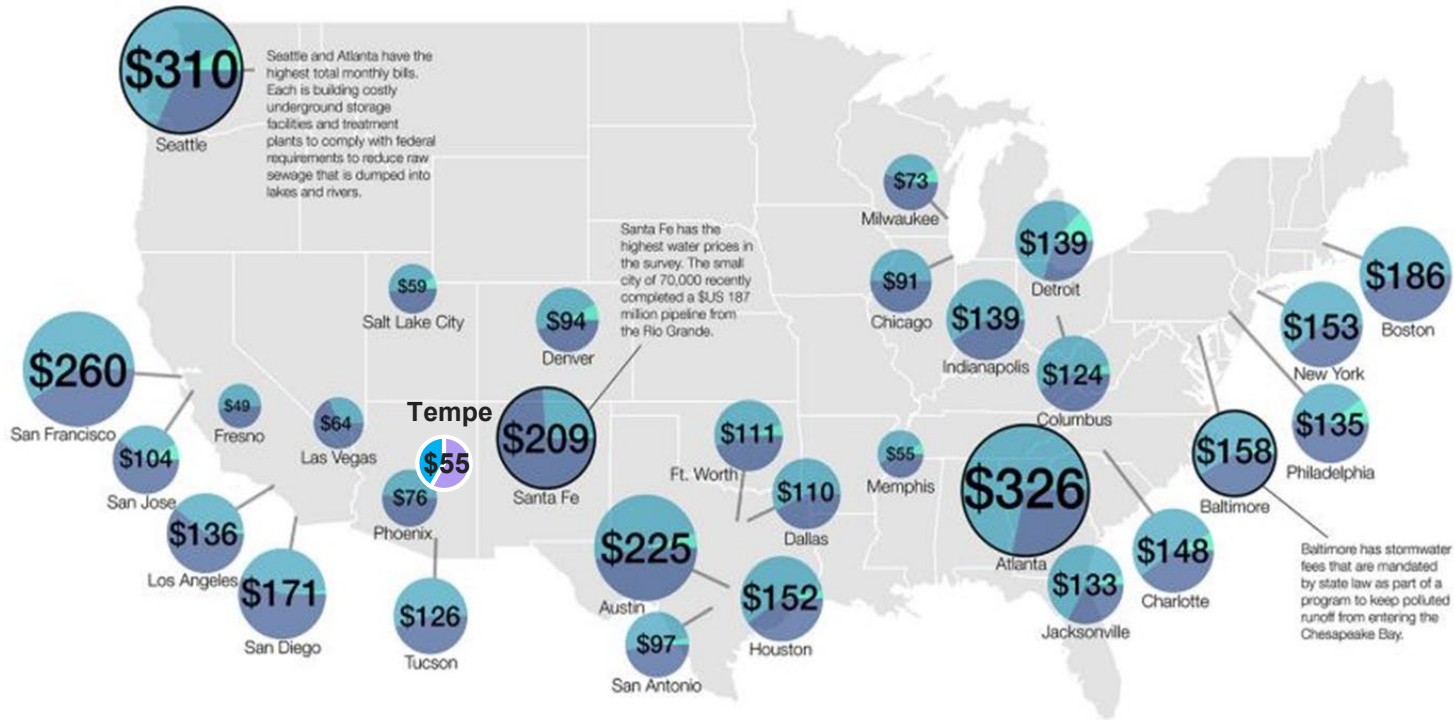 $310
Seattle
Seattle and Atlanta have the
highest total monthly bills.
Each is building costly
underground storage
facilities and treatment
plants to comply with federal
requirements to reduce raw
sewage that is dumped into
lakes and rivers.
$73
Milwaukee
$139
Detroit
$91
Chicago
$139
Indianapolis
$124
Columbus
$186
Boston
$153
New York
$135
Philadelphia
$158
Baltimore
Baltimore has stormwater
fees that are mandated
by state law as part of a
program to keep polluted
runoff from entering the
Chesapeake Bay.
Santa Fe has the
highest water prices in
the survey. The small
city of 70,000 recently
completed a $US 187
million pipeline from
the Rio Grande.
$59
Salt Lake City
$94
Denver
$260
San Francisco
$49
Fresno
$64
Las Vegas
Tempe
$55
$209
Santa Fe
$104
San Jose
$76
Phoenix
$136
Los Angeles
$171
San Diego
$126
Tucson
$111
Ft. Worth
$110
Dallas
$55
Memphis
$225
Austin
$97
San Antonio
$152
Houston
$326
Atlanta
$133
Jacksonville
$148
Charlotte